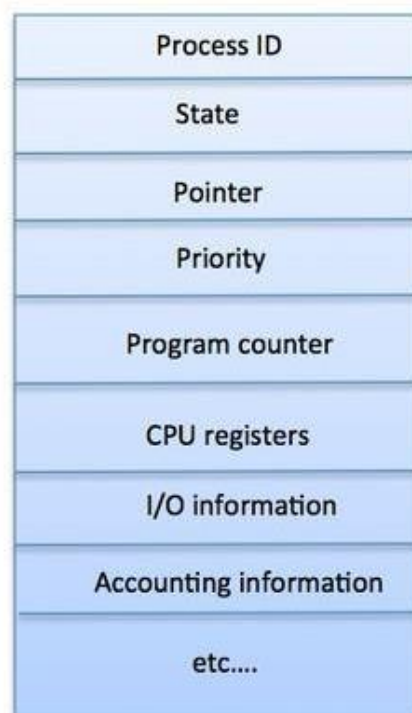 Process ID
State
Pointer
Priority
Program counter
CPU registers
I/O information
Accounting information
etc....